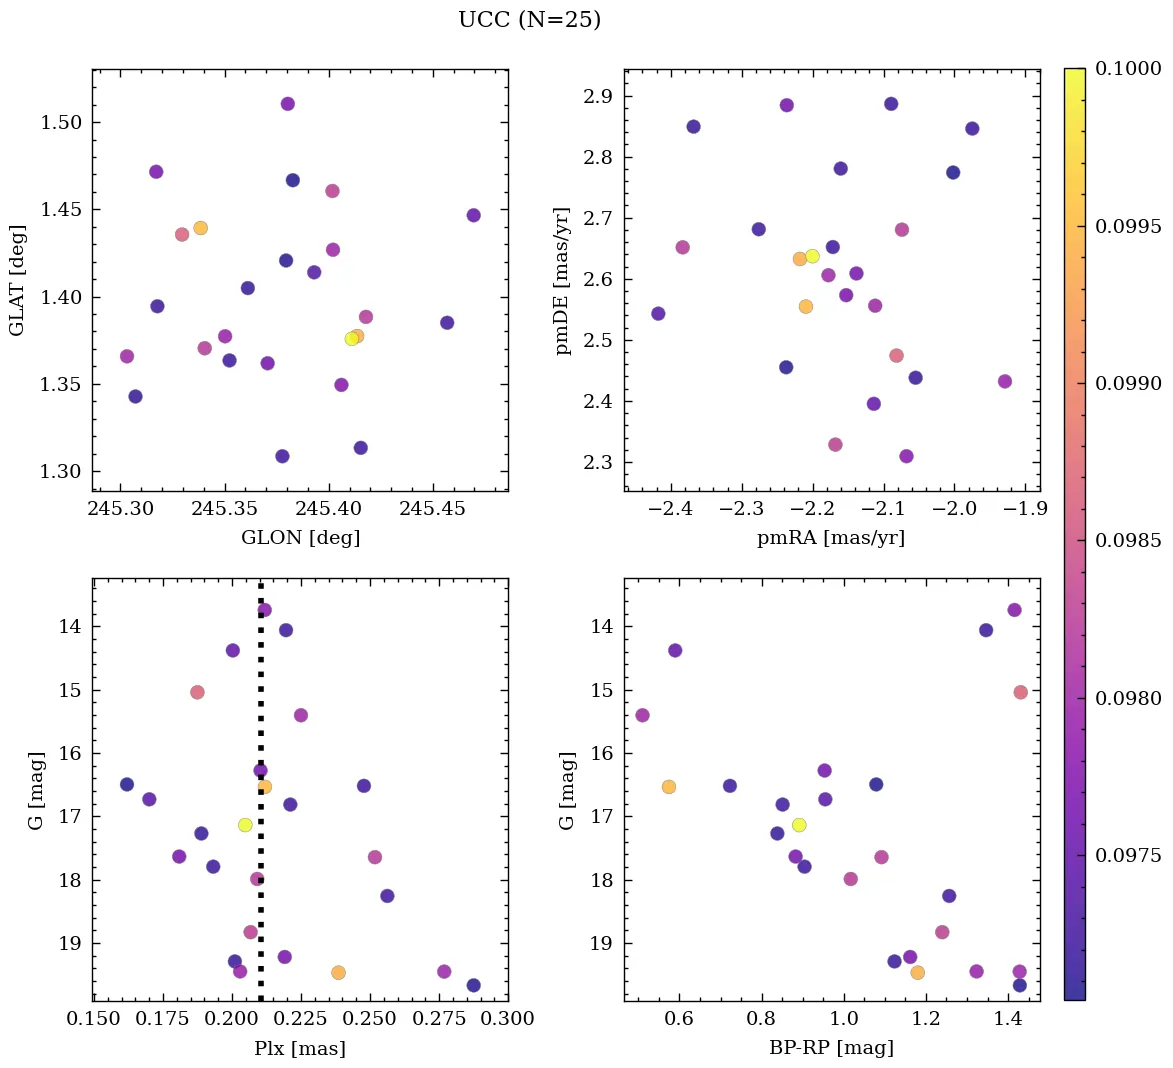 UCC (N=25)
1.50
1.45
1.40
1.35
1.30
GLAT [deg]
245.30 245.35 245.40 245.45
GLON [deg]
2.9
2.8
2.7
2.6
2.5
2.4
2.3
pmDE [mas/yr]
−2.4 −2.3 −2.2 −2.1 −2.0 −1.9
pmRA [mas/yr]
14
15
16
17
18
19
G [mag]
0.150 0.175 0.200 0.225 0.250 0.275 0.300
Plx [mas]
14
15
16
17
18
19
G [mag]
0.6 0.8 1.0 1.2 1.4
BP-RP [mag]
0.1000
0.0995
0.0990
0.0985
0.0980
0.0975